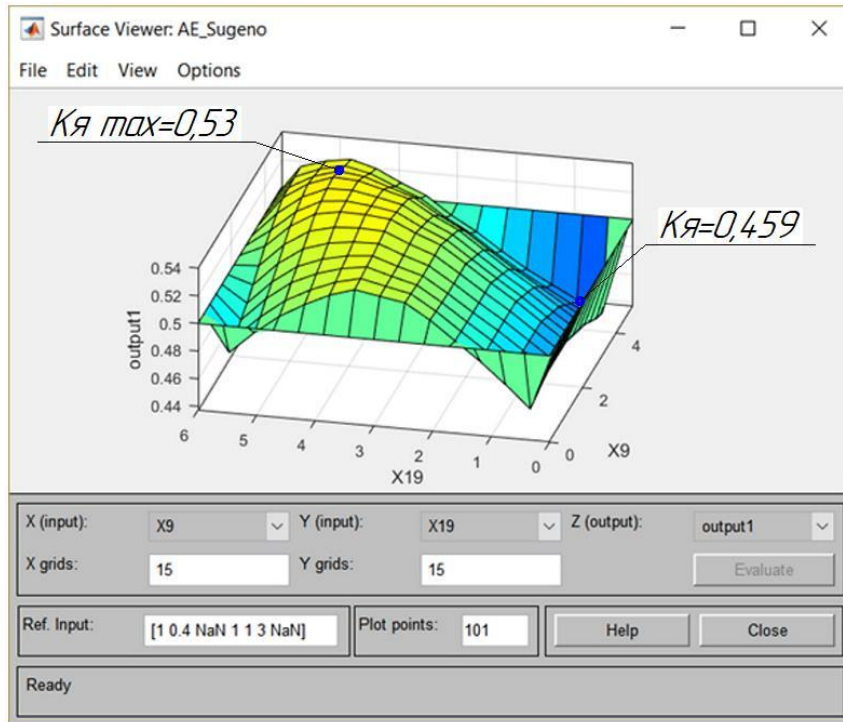 Surface Viewer: AE_Sugeno
File Edit View Options
Kя max=0,53
Kя=0,459
0.54
0.52
0.5
0.48
0.46
0.44
output1
6 5 4 3 2 1 0
X19
0 2 4
X9
X (input): X9 Y (input): X19 Z (output): output1
X grids: 15 Y grids: 15 Evaluate
Ref. Input: [1 0.4 NaN 1 1 3 NaN] Plot points: 101 Help Close
Ready